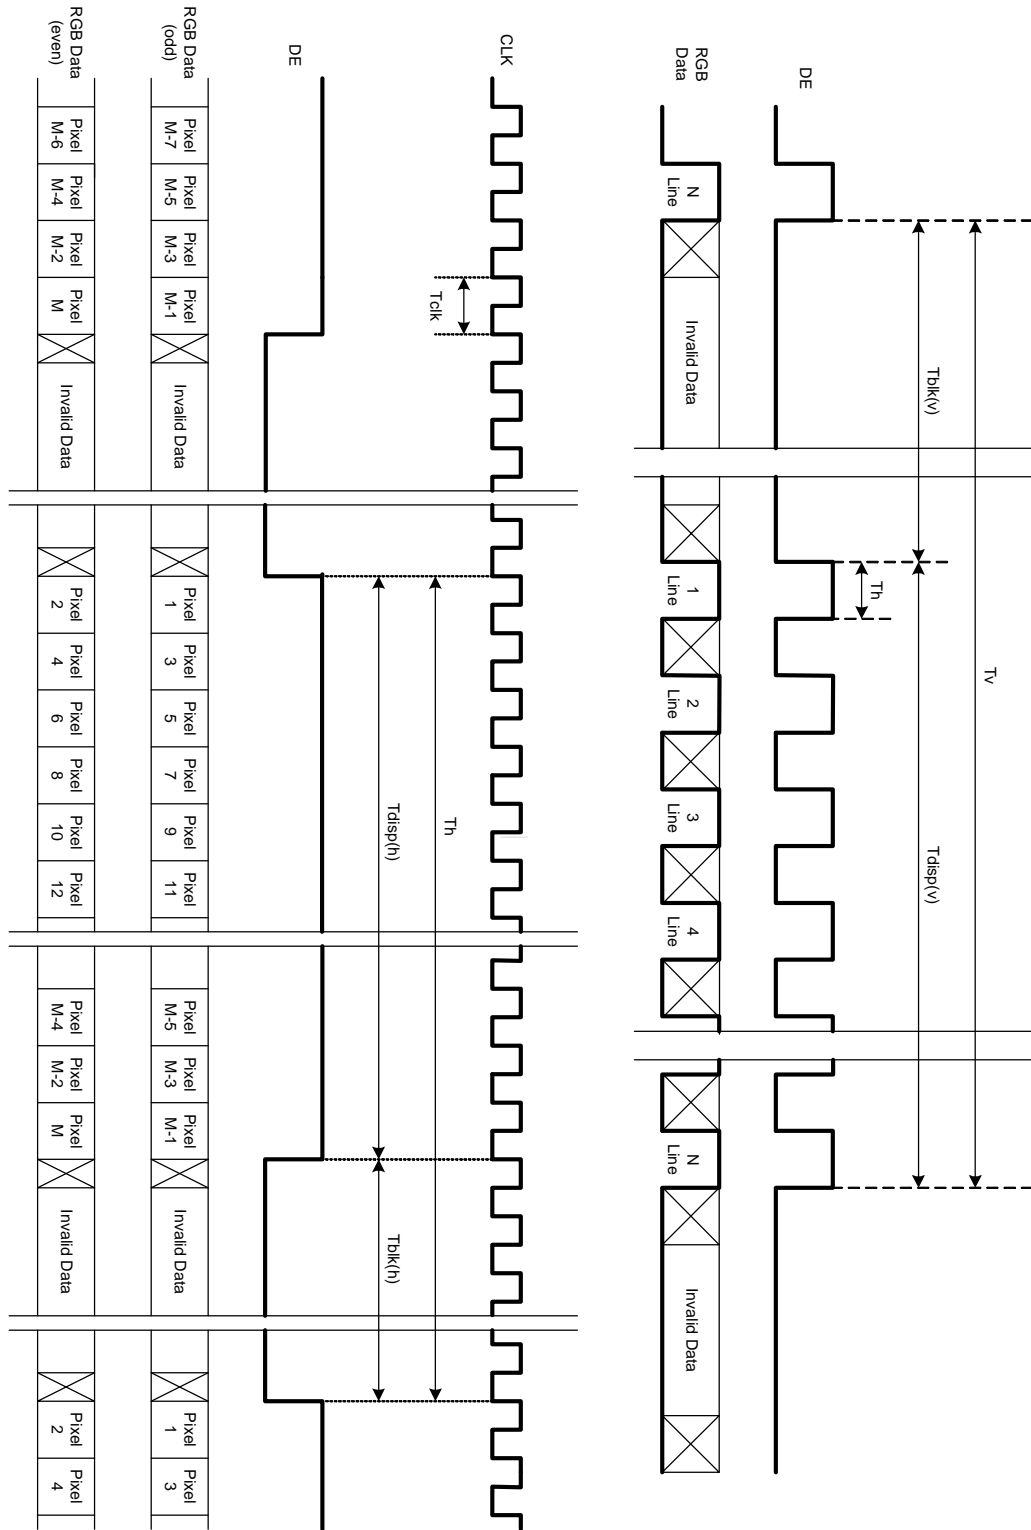 Tv
Tblk(v)
Tdisp(v)
Th
DE
RGB
Data
N
Line
Invalid Data
1
Line
2
Line
3
Line
4
Line
N
Line
Invalid Data
CLK
Tclk
Th
Tdisp(h)
Tblk(h)
DE
RGB Data
(odd)
Pixel
M-7
Pixel
M-5
Pixel
M-3
Pixel
M-1
Invalid Data
Pixel
1
Pixel
3
Pixel
5
Pixel
7
Pixel
9
Pixel
11
Pixel
M-5
Pixel
M-3
Pixel
M-1
Invalid Data
Pixel
1
Pixel
3
RGB Data
(even)
Pixel
M-6
Pixel
M-4
Pixel
M-2
Pixel
M
Invalid Data
Pixel
2
Pixel
4
Pixel
6
Pixel
8
Pixel
10
Pixel
12
Pixel
M-4
Pixel
M-2
Pixel
M
Invalid Data
Pixel
2
Pixel
4